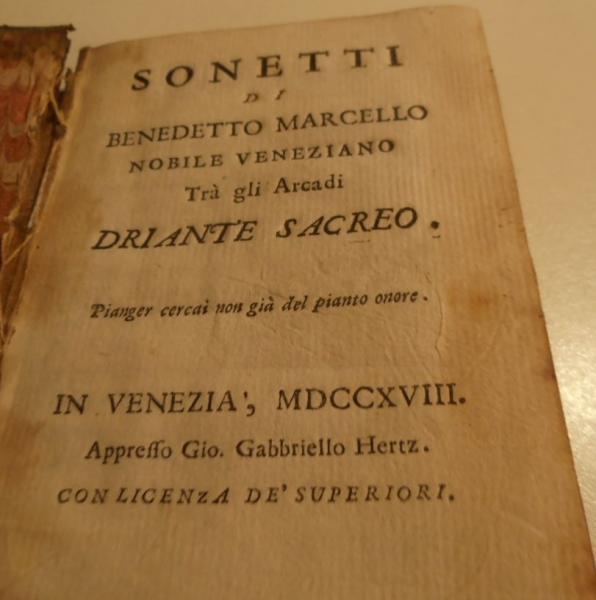 SONETTI
DI
BENEDETTO MARCELLO
NOBILE VENEZIANO
Trà gli Arcadi
DRIANTE SACREO.
Pianger cercai non già del pianto onore.
IN VENEZIA', MDCCXVIII.
Appreſſo Gio. Gabbriello Hertz.
CON LICENZA DE' SUPERIORI.